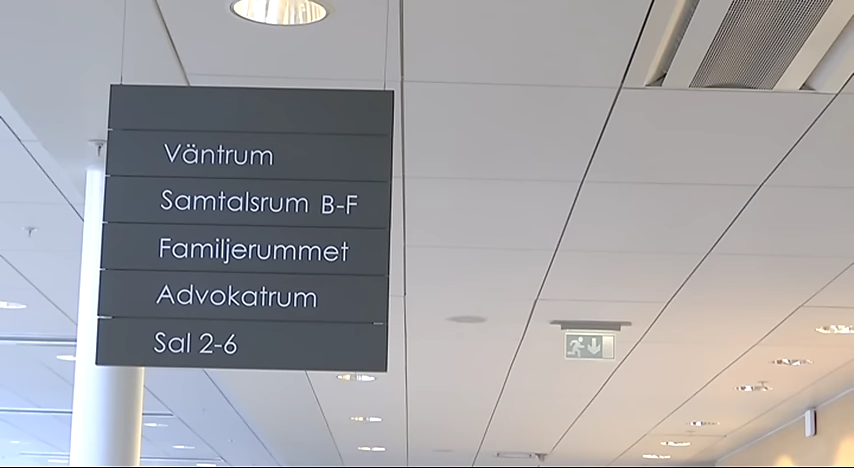 Väntrum
Samtalsrum B-F
Familjerummet
Advokatrum
Sal 2-6